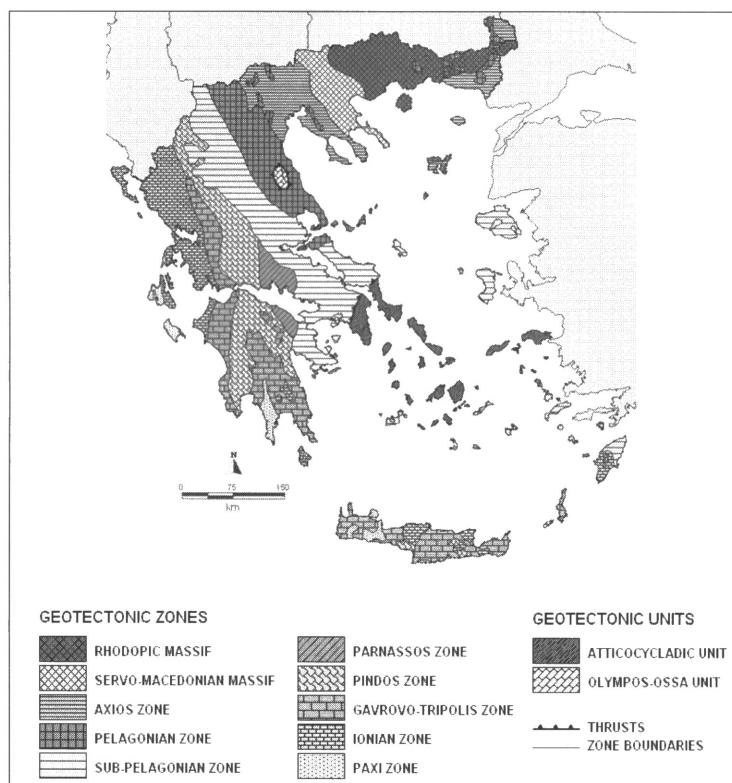 N
0 75 150
km
GEOTECTONIC ZONES
RHODOPIC MASSIF
SERVO-MACEDONIAN MASSIF
AXIOS ZONE
PELAGONIAN ZONE
SUB-PELAGONIAN ZONE
PARNASSOS ZONE
PINDOS ZONE
GAVROVO-TRIPOLIS ZONE
IONIAN ZONE
PAXI ZONE
GEOTECTONIC UNITS
ATTICOCYCLADIC UNIT
OLYMPOS-OSSA UNIT
THRUSTS
ZONE BOUNDARIES